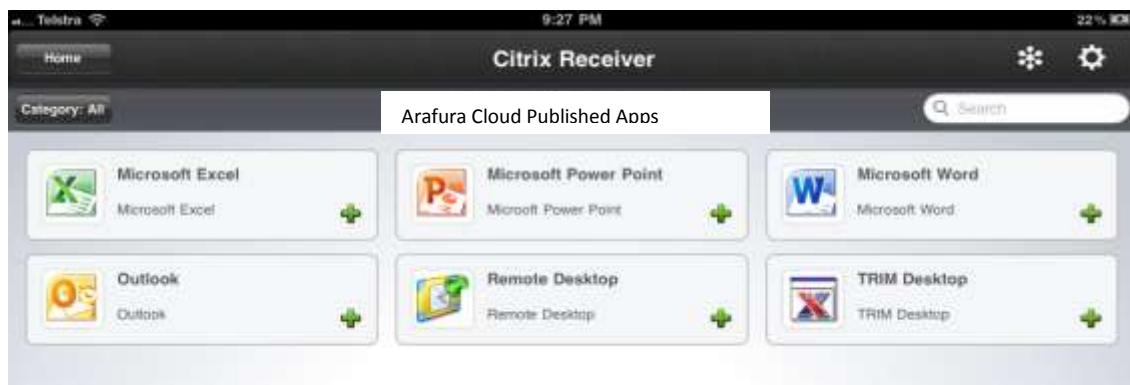 Telstra 9:27 PM 22%
Home Citrix Receiver
Category: All Arafura Cloud Published Apps Search
Microsoft Excel Microsoft Power Point Microsoft Word
Microsoft Excel Microoft Power Point Microsoft Word
Outlook Remote Desktop TRIM Desktop
Outlook Remote Desktop TRIM Desktop